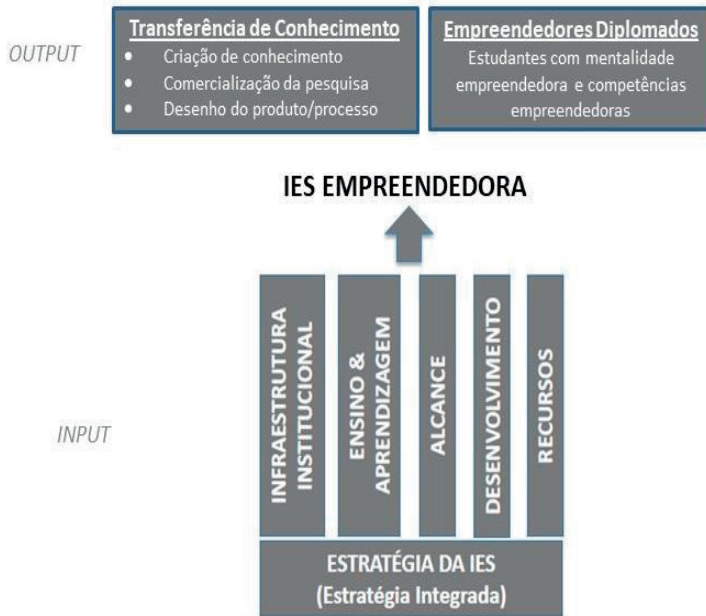 OUTPUT
Transferência de Conhecimento
• Criação de conhecimento
• Comercialização da pesquisa
• Desenho do produto/processo
Empreendedores Diplomados
Estudantes com mentalidade
empreendedora e competências
empreendedoras
IES EMPREENDEDORA
INPUT
INFRAESTRUTURA
INSTITUCIONAL
ENSINO &
APRENDIZAGEM
ALCANCE
DESENVOLVIMENTO
RECURSOS
ESTRATÉGIA DA IES
(Estratégia Integrada)